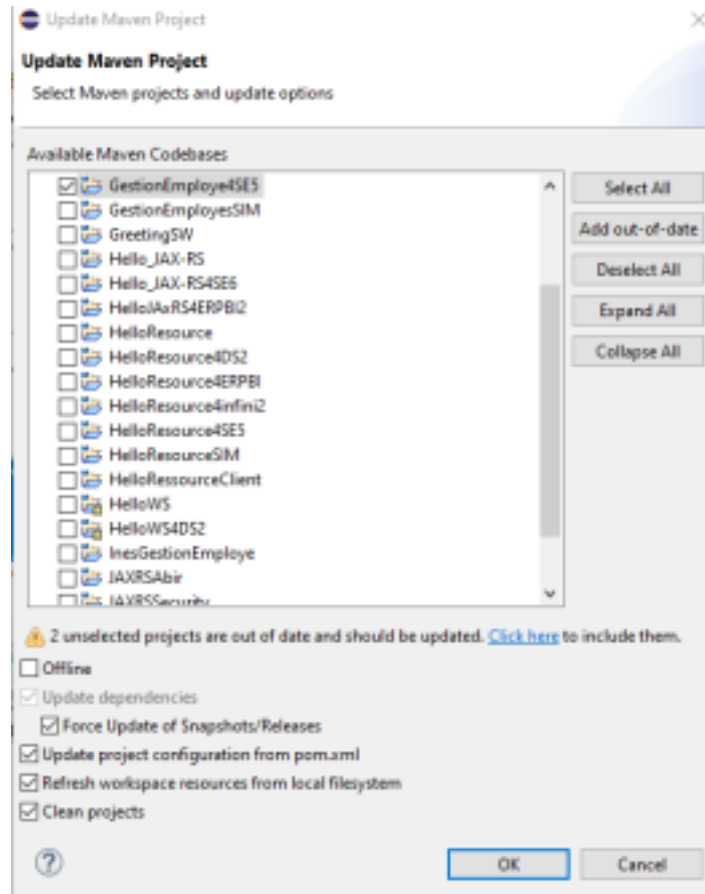 Update Maven Project
Update Maven Project
Select Maven projects and update options
Available Maven Codebases
GestionEmploye4SE5
GestionEmployesSIM
GreetingSW
Hello_JAX-RS
Hello_JAX-RS4SE6
HelloJAxRS4ERPBI2
HelloResource
HelloResource4DS2
HelloResource4ERPBI
HelloResource4infini2
HelloResource4SE5
HelloResourceSIM
HelloRessourceClient
HelloWS
HelloWS4DS2
InesGestionEmploye
JAXRSAbir
JAXRSSecurity
Select All
Add out-of-date
Deselect All
Expand All
Collapse All
2 unselected projects are out of date and should be updated. Click here to include them.
Offline
Update dependencies
Force Update of Snapshots/Releases
Update project configuration from pom.xml
Refresh workspace resources from local filesystem
Clean projects
OK
Cancel